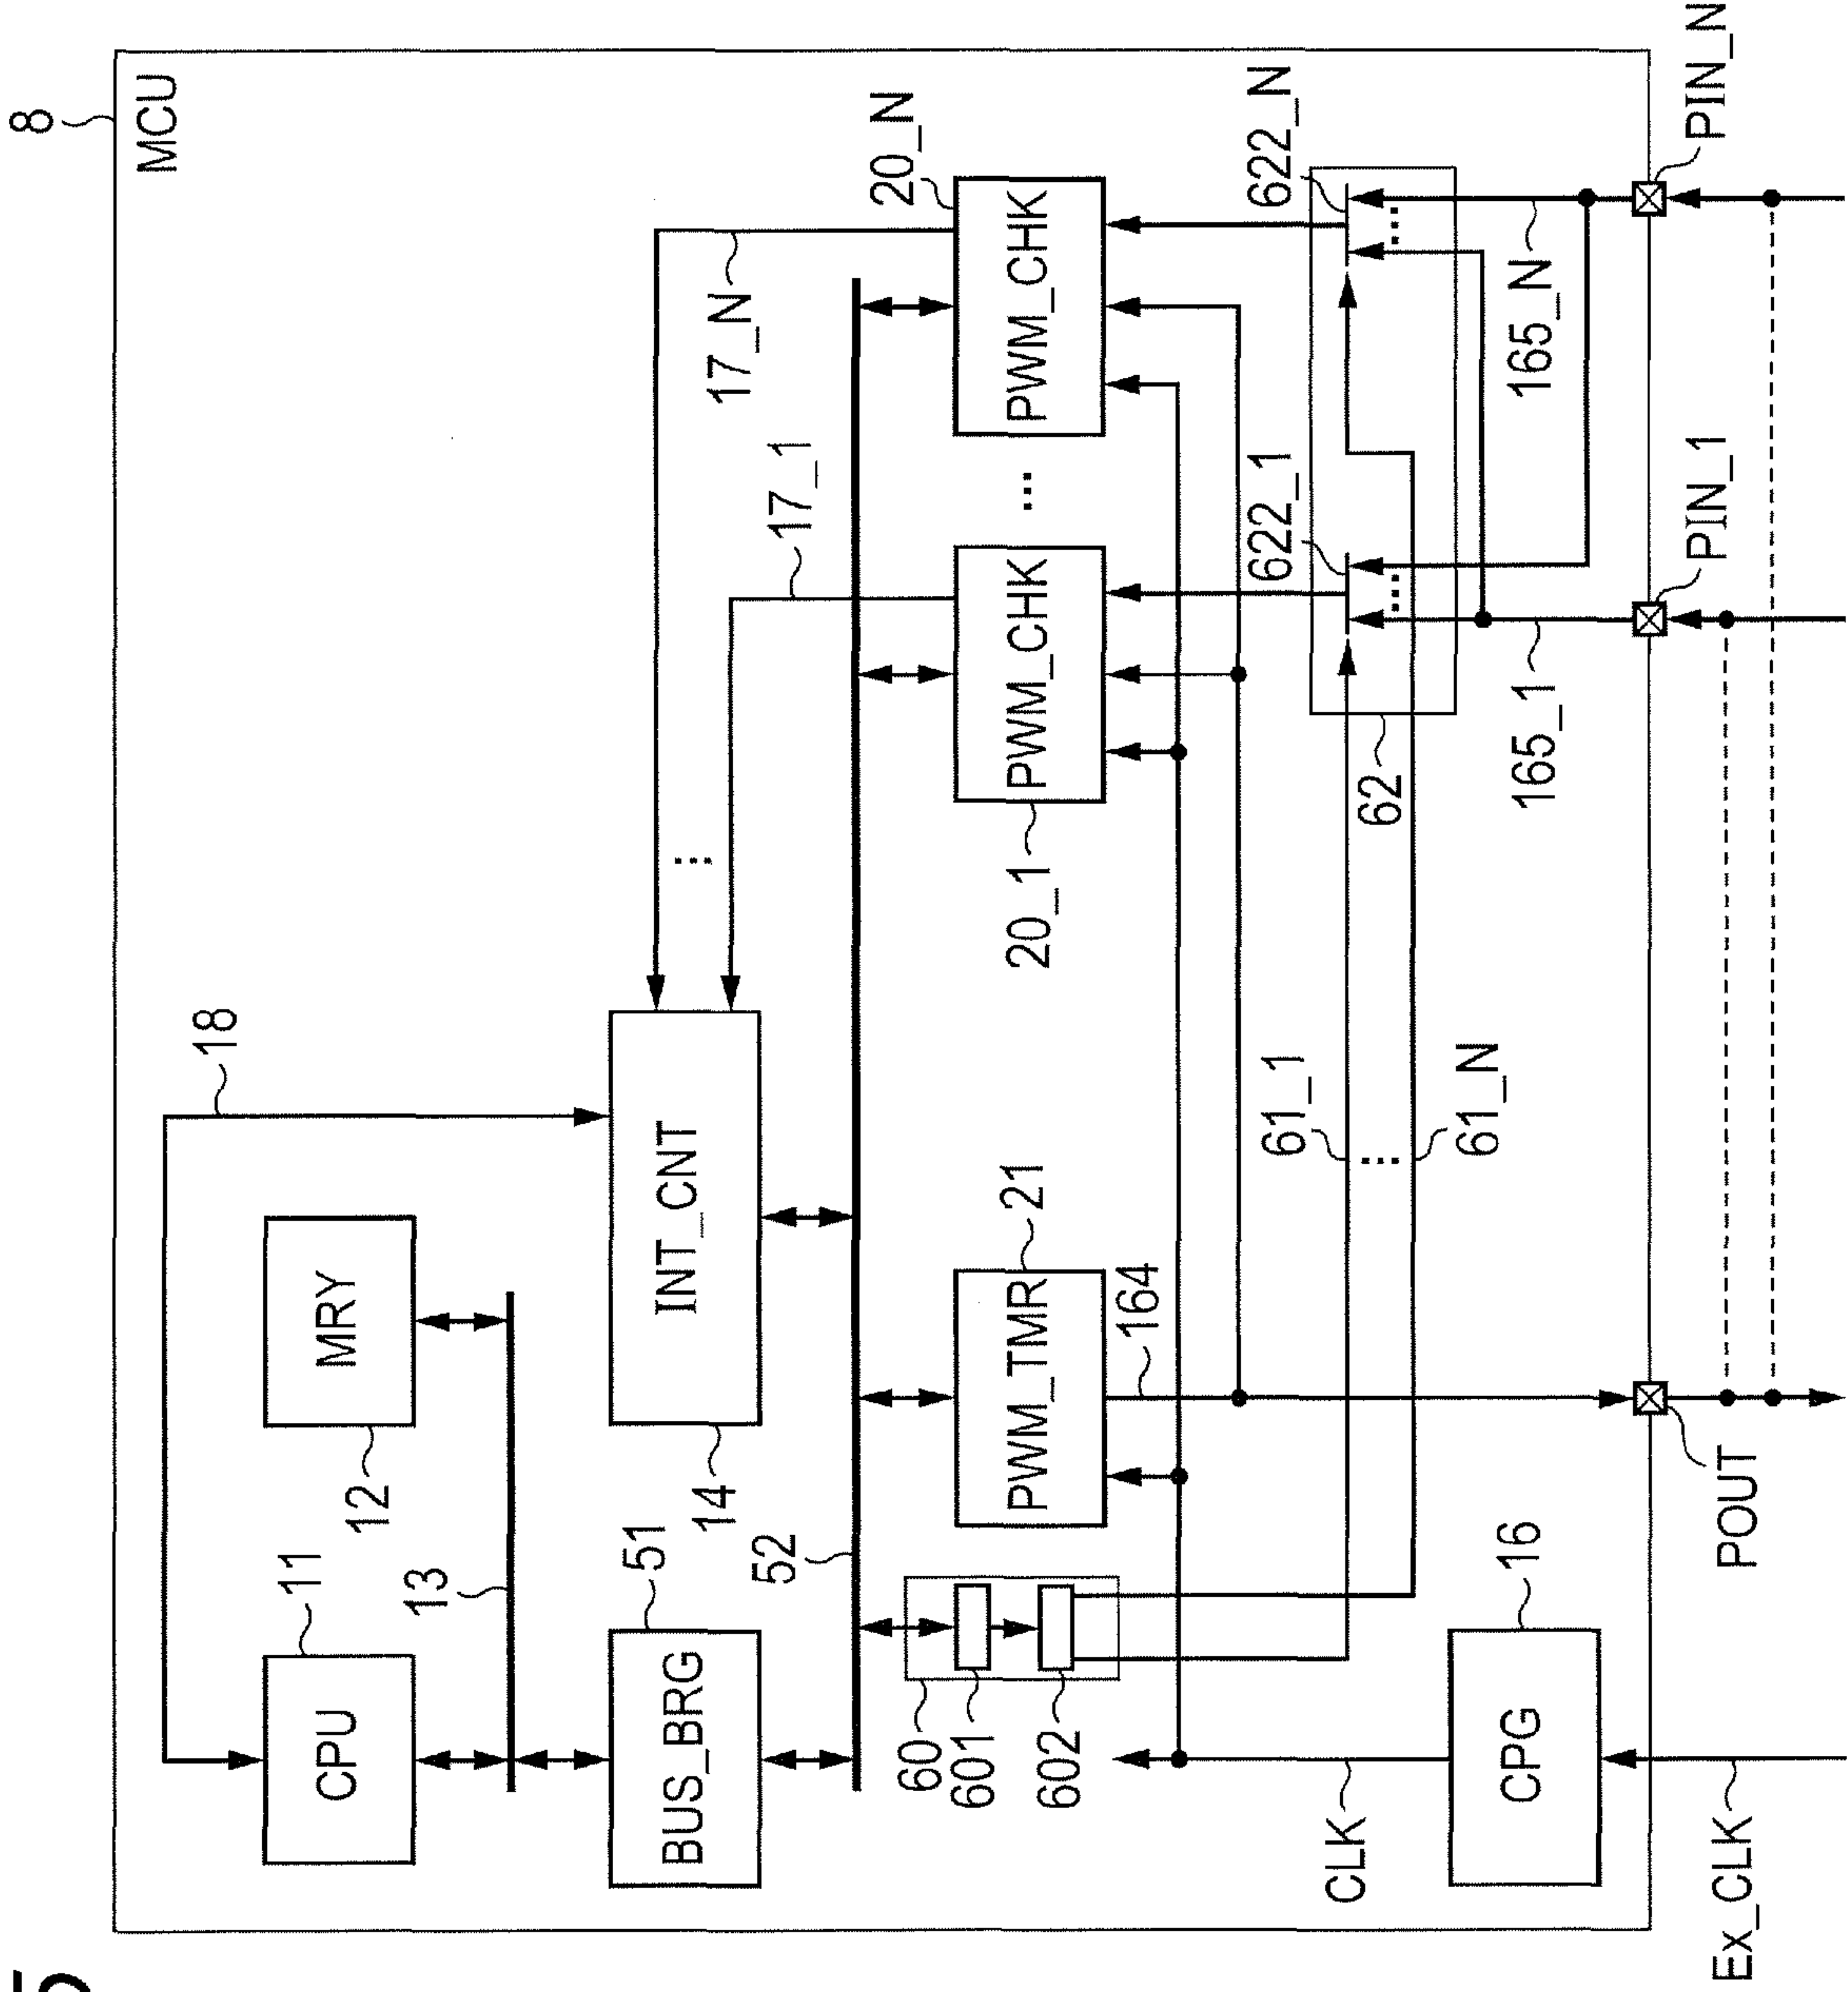 5
8
MCU
18
11
CPU
12
MRY
13
51
BUS_BRG
14
INT_CNT
17_1
17_N
52
60
601
602
21
PWM_TMR
164
20_1
PWM_CHK
...
20_N
PWM_CHK
61_1
61_N
62
622_1
622_N
165_1
165_N
CLK
16
CPG
Ex_CLK
POUT
PIN_1
PIN_N